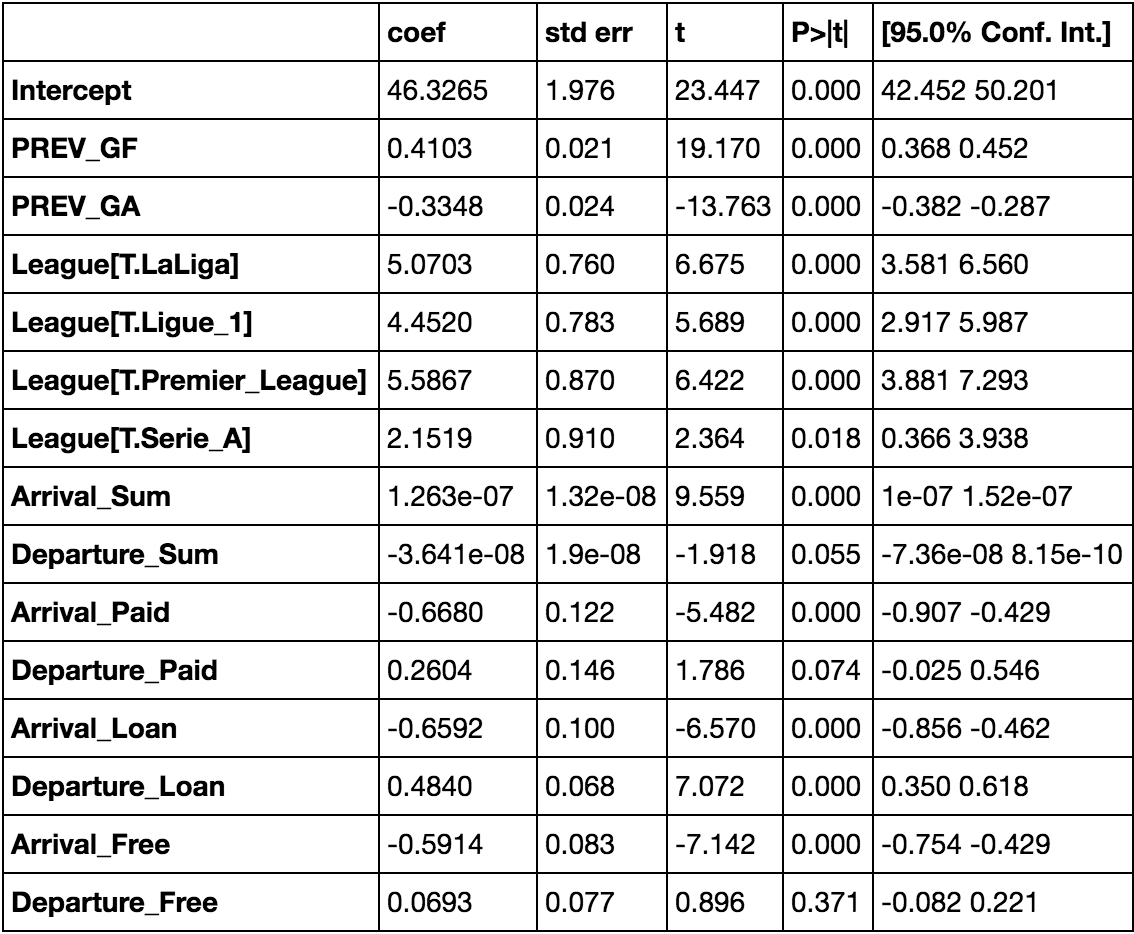 coef std err t P>|t| [95.0% Conf. Int.]
Intercept 46.3265 1.976 23.447 0.000 42.452 50.201
PREV_GF 0.4103 0.021 19.170 0.000 0.368 0.452
PREV_GA -0.3348 0.024 -13.763 0.000 -0.382 -0.287
League[T.LaLiga] 5.0703 0.760 6.675 0.000 3.581 6.560
League[T.Ligue_1] 4.4520 0.783 5.689 0.000 2.917 5.987
League[T.Premier_League] 5.5867 0.870 6.422 0.000 3.881 7.293
League[T.Serie_A] 2.1519 0.910 2.364 0.018 0.366 3.938
Arrival_Sum 1.263e-07 1.32e-08 9.559 0.000 1e-07 1.52e-07
Departure_Sum -3.641e-08 1.9e-08 -1.918 0.055 -7.36e-08 8.15e-10
Arrival_Paid -0.6680 0.122 -5.482 0.000 -0.907 -0.429
Departure_Paid 0.2604 0.146 1.786 0.074 -0.025 0.546
Arrival_Loan -0.6592 0.100 -6.570 0.000 -0.856 -0.462
Departure_Loan 0.4840 0.068 7.072 0.000 0.350 0.618
Arrival_Free -0.5914 0.083 -7.142 0.000 -0.754 -0.429
Departure_Free 0.0693 0.077 0.896 0.371 -0.082 0.221